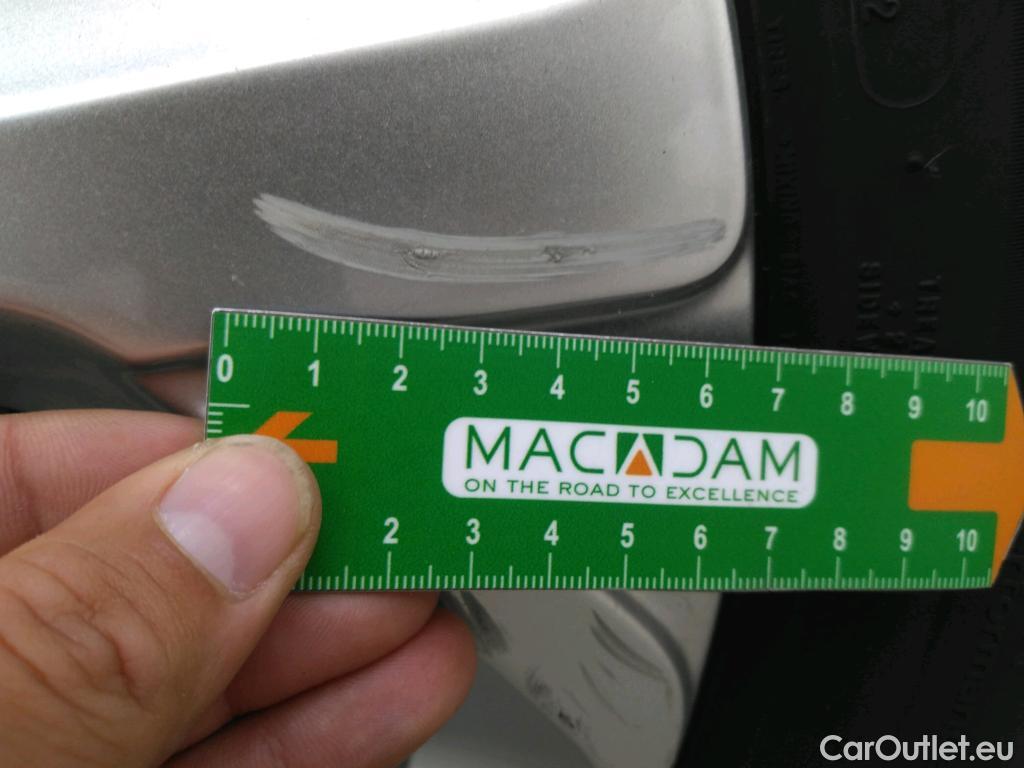 0 1 2 3 4 5 6 7 8 9 10
MACADAM
ON THE ROAD TO EXCELLENCE
2 3 4 5 6 7 8 9 10
CarOutlet.eu